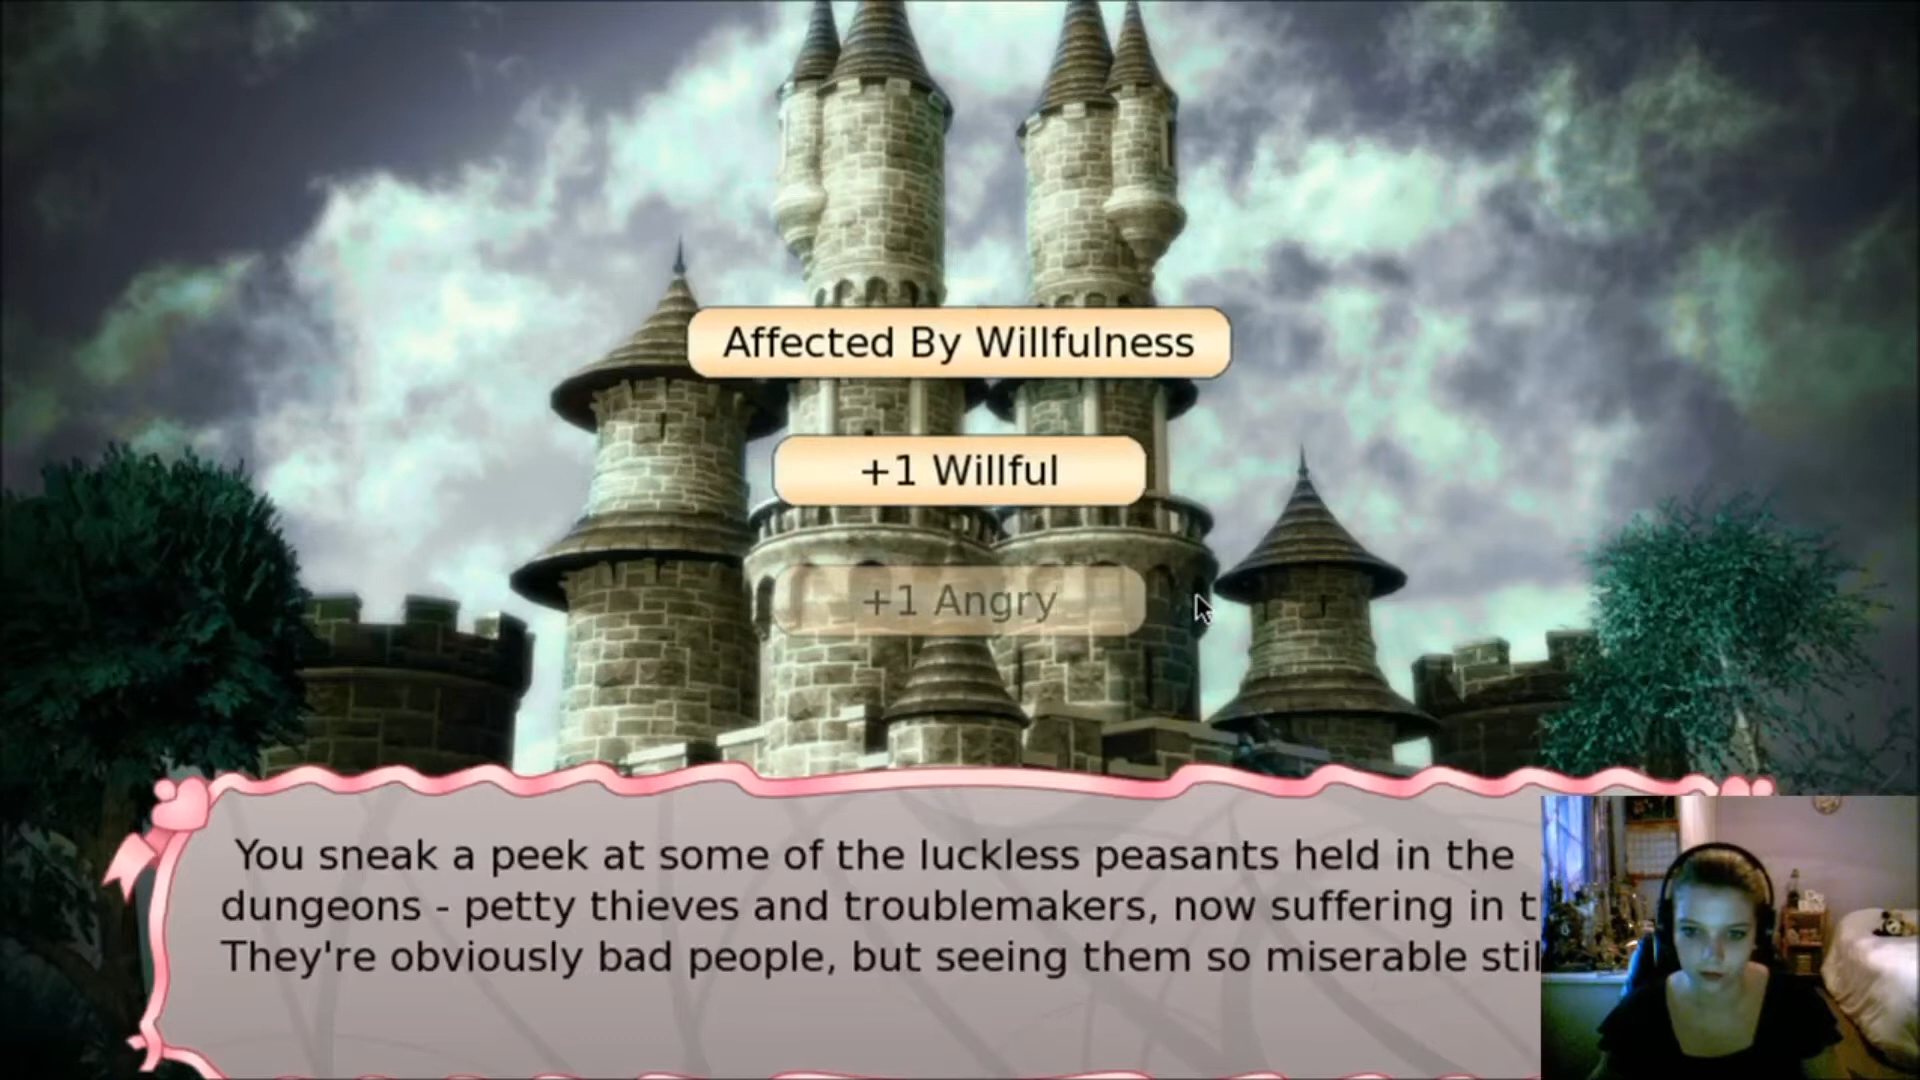 Affected By Willfulness
+1 Willful
+1 Angry
You sneak a peek at some of the luckless peasants held in the
dungeons - petty thieves and troublemakers, now suffering in
They're obviously bad people, but seeing them so miserable